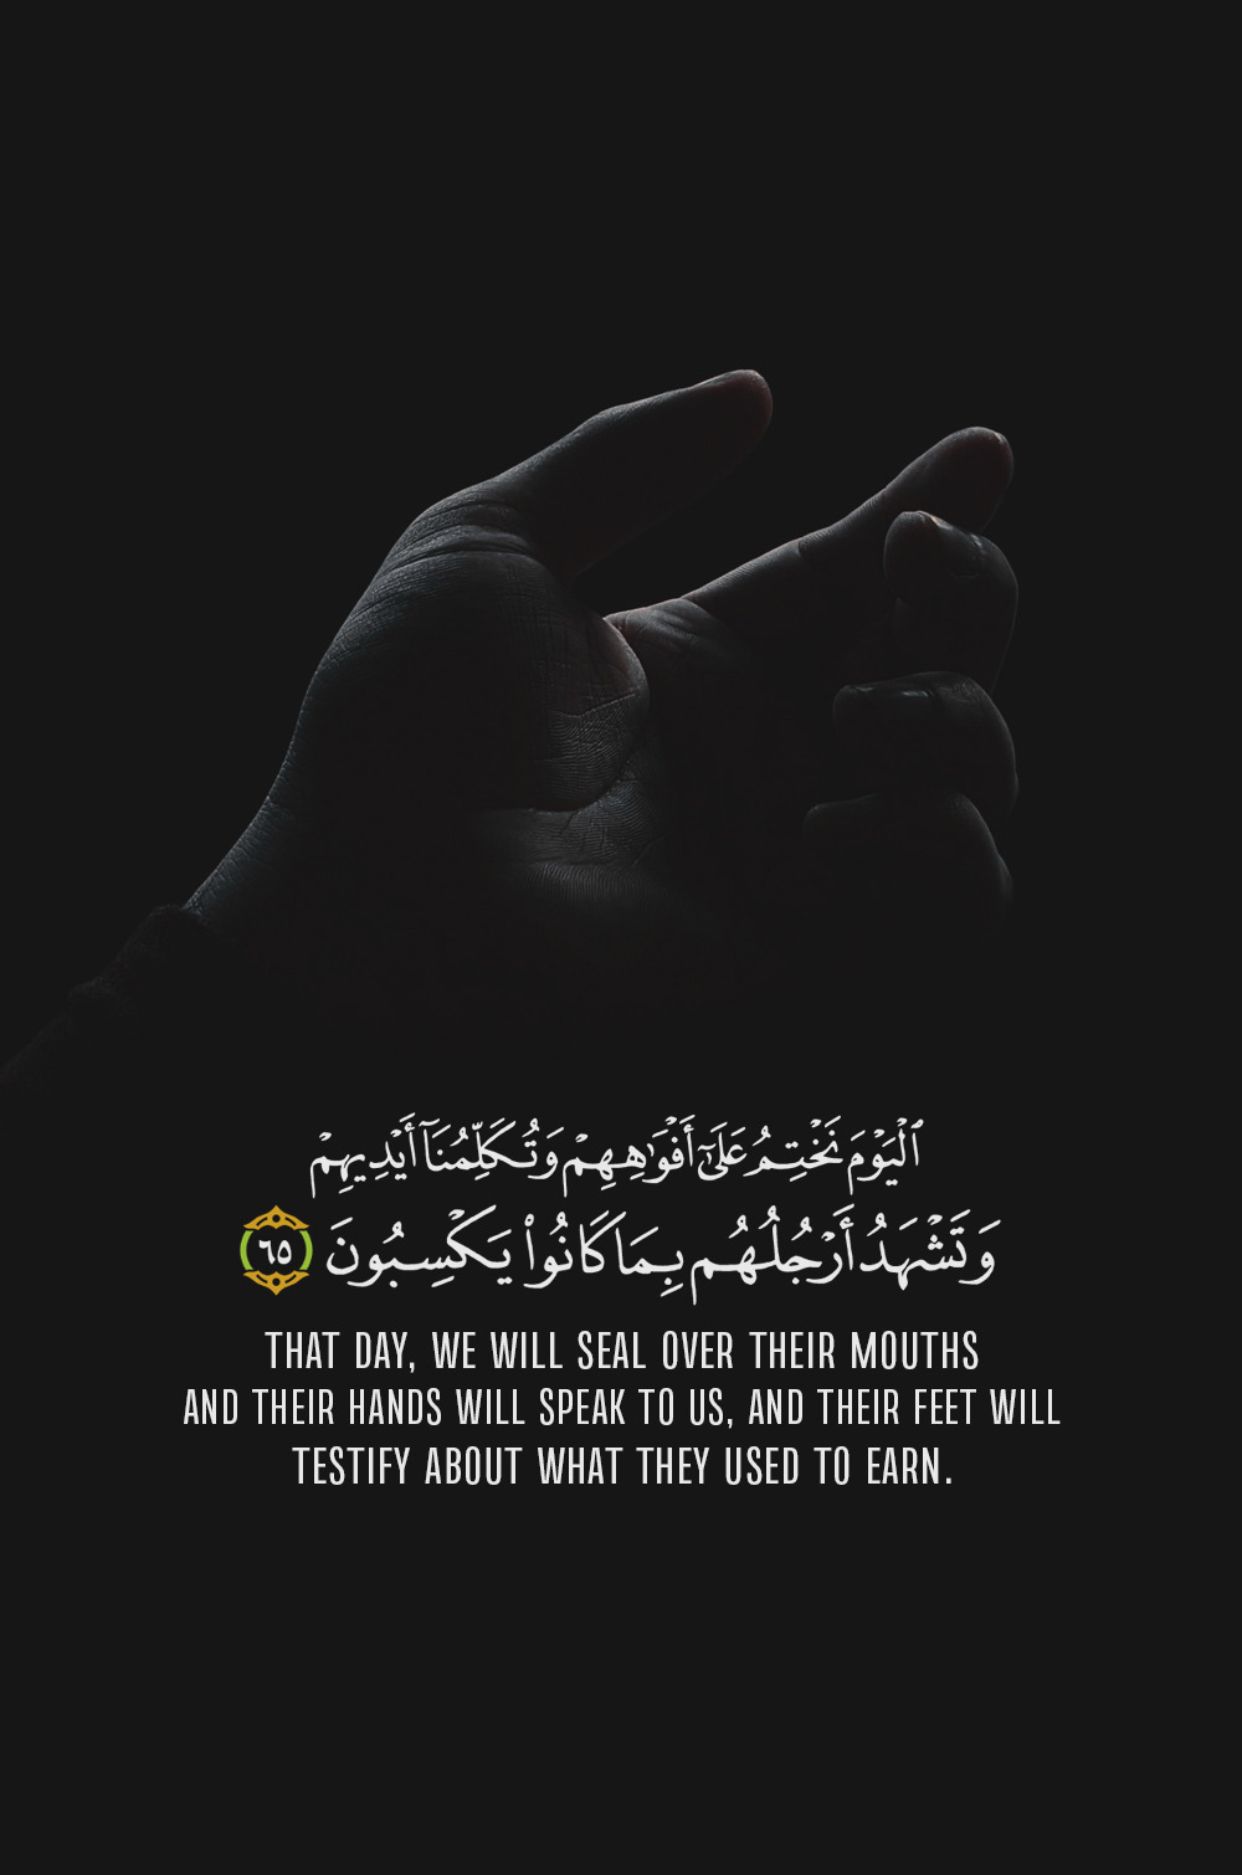 ٱلْيَوْمَ نَخْتِمُ عَلَىٰٓ أَفْوَٰهِهِمْ وَتُكَلِّمُنَآ أَيْدِيهِمْ
وَتَشْهَدُ أَرْجُلُهُم بِمَا كَانُوا۟ يَكْسِبُونَ ٦٥
THAT DAY, WE WILL SEAL OVER THEIR MOUTHS
AND THEIR HANDS WILL SPEAK TO US, AND THEIR FEET WILL
TESTIFY ABOUT WHAT THEY USED TO EARN.